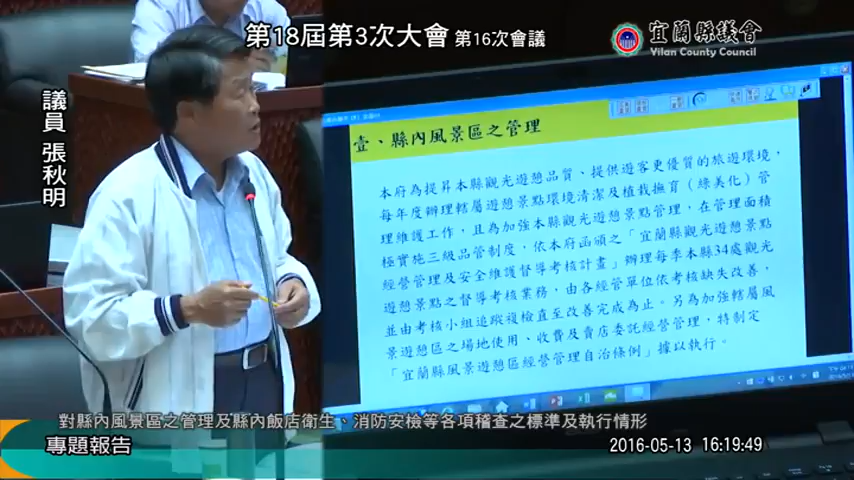 第18屆第3次大會 第16次會議
宜蘭縣議會
Yilan County Council
議員 張秋明
壹、縣內風景區之管理
本府為提昇本縣觀光遊憩品質、提供遊客更優質的旅遊環境，
每年度辦理轄屬遊憩景點環境清潔及植栽撫育（綠美化）管
理維護工作，且為加強本縣觀光遊憩景點管理，在管理面積
極實施三級品管制度，依本府函頒之「宜蘭縣觀光遊憩景點
經營管理及安全維護督導考核計畫」辦理每季本縣34處觀光
遊憩景點之督導考核業務，由各經管單位依考核缺失改善，
並由考核小組追蹤複檢直至改善完成為止。另為加強轄屬風
景遊憩區之場地使用、收費及賣店委託經營管理，特制定
「宜蘭縣風景遊憩區經營管理自治條例」據以執行。
對縣內風景區之管理及縣內飯店衛生、消防安檢等各項稽查之標準及執行情形
專題報告
2016-05-13 16:19:49